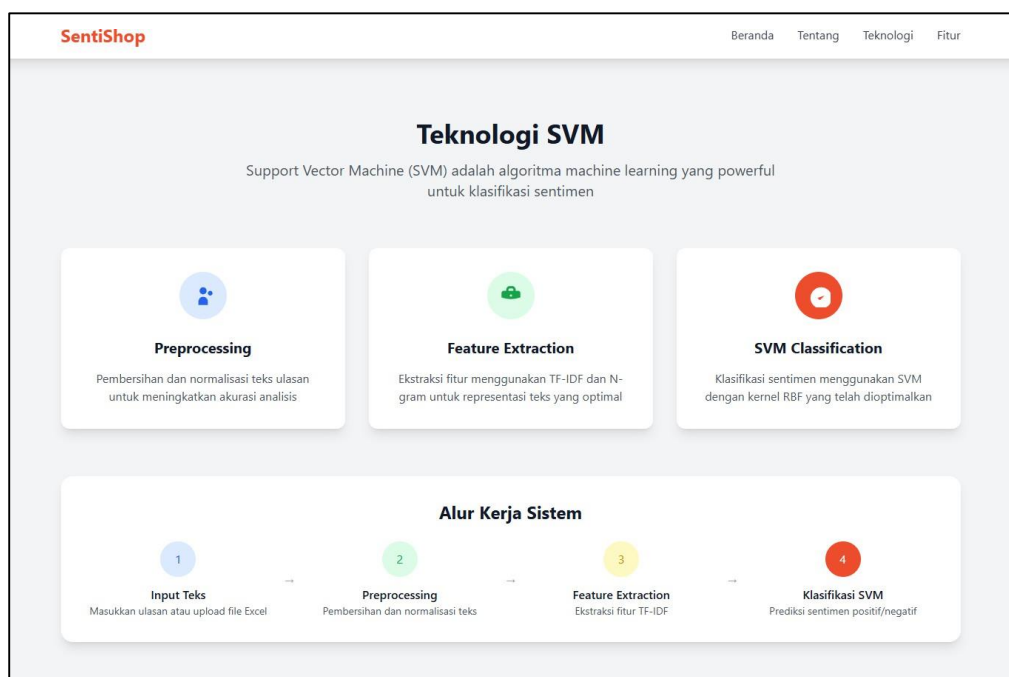 SentiShop
Beranda Tentang Teknologi Fitur
Teknologi SVM
Support Vector Machine (SVM) adalah algoritma machine learning yang powerful
untuk klasifikasi sentimen
Preprocessing
Pembersihan dan normalisasi teks ulasan
untuk meningkatkan akurasi analisis
Feature Extraction
Ekstraksi fitur menggunakan TF-IDF dan N-
gram untuk representasi teks yang optimal
SVM Classification
Klasifikasi sentimen menggunakan SVM
dengan kernel RBF yang telah dioptimalkan
Alur Kerja Sistem
1
Input Teks
Masukkan ulasan atau upload file Excel
→
2
Preprocessing
Pembersihan dan normalisasi teks
→
3
Feature Extraction
Ekstraksi fitur TF-IDF
→
4
Klasifikasi SVM
Prediksi sentimen positif/negatif